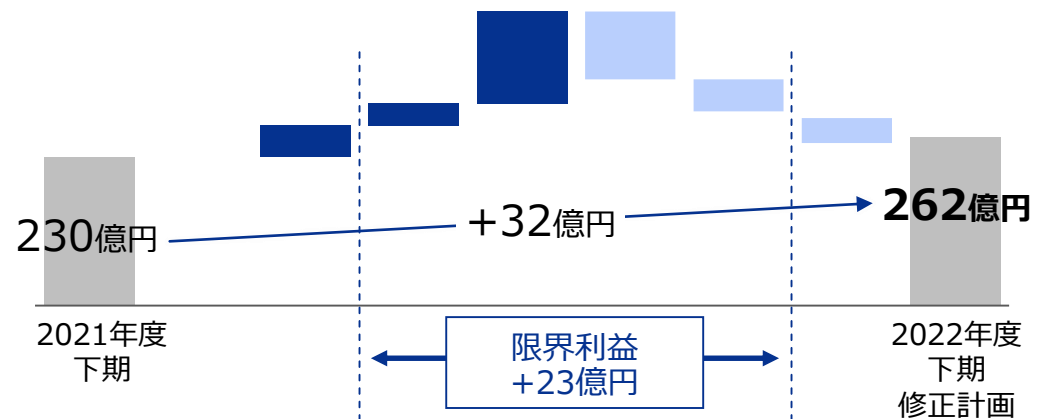 230億円
+32億円
262億円
2021年度
下期
限界利益
+23億円
2022年度
下期
修正計画